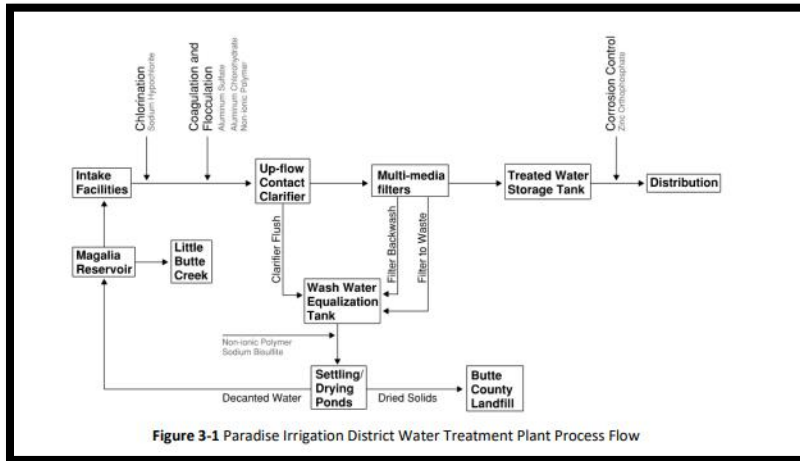 Chlorination
Sodium Hypochlorite
Coagulation and
Flocculation
Aluminum Sulfate
Aluminum Chlorohydrate
Non-ionic Polymer
Corrosion Control
Zinc Orthophosphate
Intake
Facilities
Up-flow
Contact
Clarifier
Multi-media
filters
Treated Water
Storage Tank
Distribution
Magalia
Reservoir
Little
Butte
Creek
Clarifier Flush
Filter Backwash
Filter to Waste
Wash Water
Equalization
Tank
Non-ionic Polymer
Sodium Bisulfite
Settling/
Drying
Ponds
Decanted Water
Dried Solids
Butte
County
Landfill
Figure 3-1 Paradise Irrigation District Water Treatment Plant Process Flow